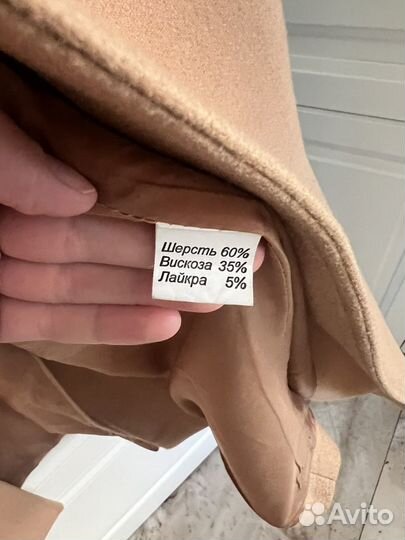 Шерсть 60%
Вискоза 35%
Лайкра 5%
Avito